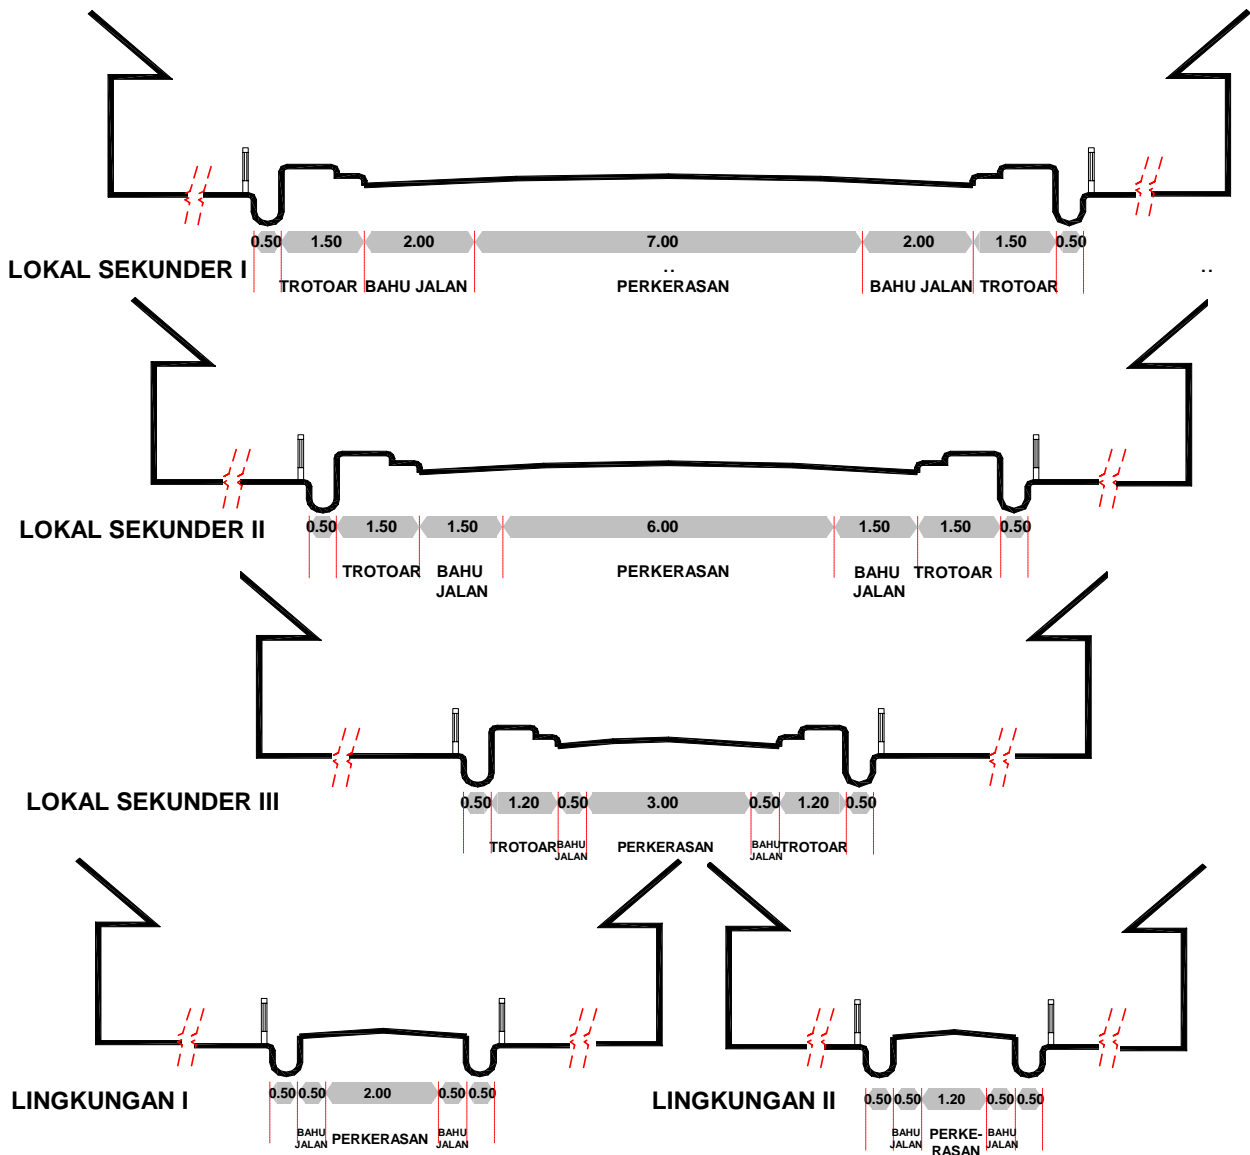 0.50 1.50 2.00 7.00 2.00 1.50 0.50
LOKAL SEKUNDER I
.. ..
TROTOAR BAHU JALAN PERKERASAN BAHU JALAN TROTOAR
0.50 1.50 1.50 6.00 1.50 1.50 0.50
LOKAL SEKUNDER II
TROTOAR BAHU PERKERASAN BAHU TROTOAR
JALAN JALAN
0.50 1.20 0.50 3.00 0.50 1.20 0.50
LOKAL SEKUNDER III
TROTOAR BAHU PERKERASAN BAHU TROTOAR
JALAN JALAN
0.50 0.50 2.00 0.50 0.50
LINGKUNGAN I
BAHU PERKERASAN BAHU
JALAN JALAN
0.50 0.50 1.20 0.50 0.50
LINGKUNGAN II
BAHU PERKE- BAHU
JALAN RASAN JALAN